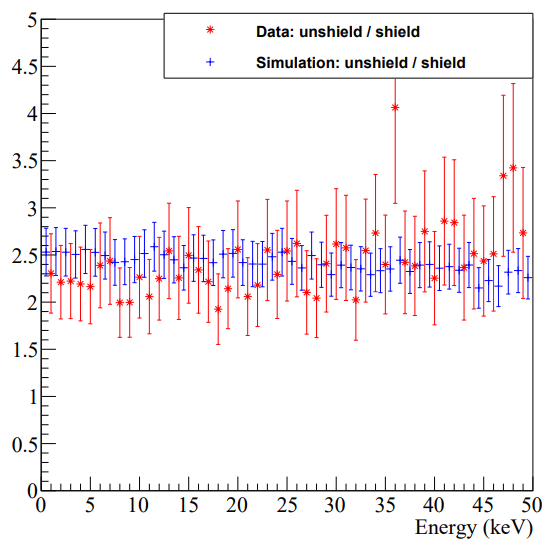 Data: unshield / shield
Simulation: unshield / shield
5
4.5
4
3.5
3
2.5
2
1.5
1
0.5
0
0 5 10 15 20 25 30 35 40 45 50
Energy (keV)